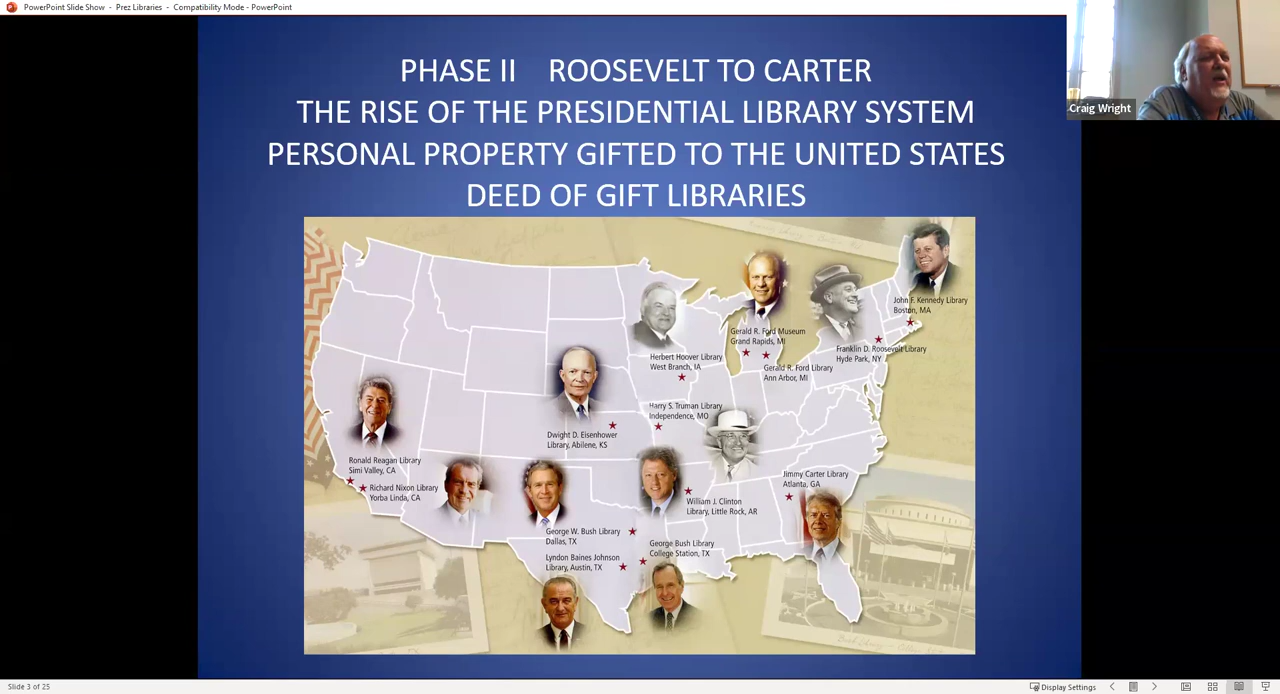 PowerPoint Slide Show - Prez Libraries - Compatibility Mode - PowerPoint
Craig Wright
PHASE II ROOSEVELT TO CARTER
THE RISE OF THE PRESIDENTIAL LIBRARY SYSTEM
PERSONAL PROPERTY GIFTED TO THE UNITED STATES
DEED OF GIFT LIBRARIES
John F. Kennedy Library
Boston, MA
Gerald R. Ford Museum
Grand Rapids, MI
Franklin D. Roosevelt Library
Hyde Park, NY
Herbert Hoover Library
West Branch, IA
Gerald R. Ford Library
Ann Arbor, MI
Harry S. Truman Library
Independence, MO
Dwight D. Eisenhower
Library, Abilene, KS
Ronald Reagan Library
Simi Valley, CA
Richard Nixon Library
Yorba Linda, CA
Jimmy Carter Library
Atlanta, GA
William J. Clinton
Library, Little Rock, AR
George W. Bush Library
Dallas, TX
George Bush Library
College Station, TX
Lyndon Baines Johnson
Library, Austin, TX
Slide 3 of 25
Display Settings